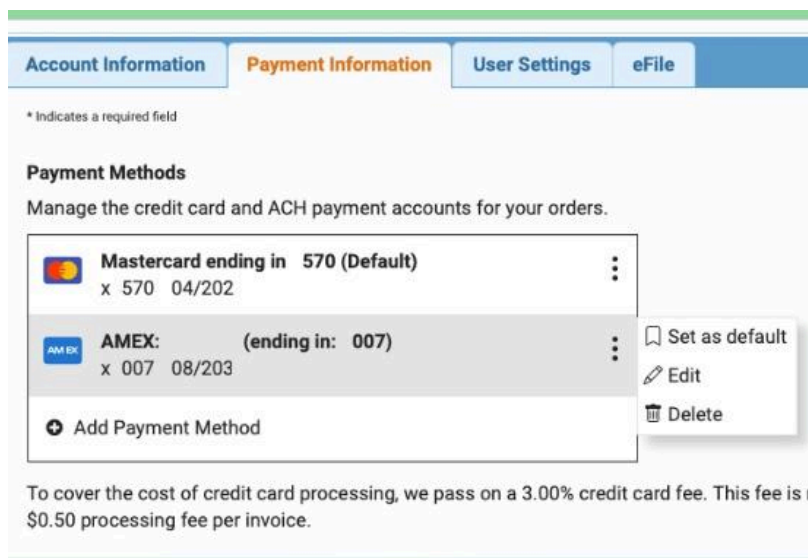 Account Information Payment Information User Settings eFile
* Indicates a required field
Payment Methods
Manage the credit card and ACH payment accounts for your orders.
Mastercard ending in 570 (Default)
x 570 04/202
AMEX AMEX: (ending in: 007)
x 007 08/203
Set as default
Edit
Delete
Add Payment Method
To cover the cost of credit card processing, we pass on a 3.00% credit card fee. This fee is
$0.50 processing fee per invoice.